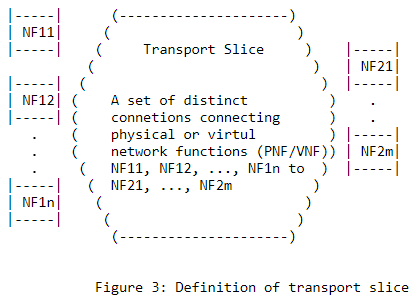 |-----|        (---------------------)
| NF11|       (                       )
|-----|      (     Transport Slice     )    |-----|
            (                           )   | NF21|
|-----|    (                             )  |-----|
| NF12|   (    A set of distinct          )    .
|-----|  (     connetions connecting       )   .
   .      (    physical or virtul         ) |-----|
   .       (   network functions (PNF/VNF)) | NF2m|
   .       (   NF11, NF12, ..., NF1n to  )  |-----|
|-----|     (  NF21, ..., NF2m          )
| NF1n|      (                         )
|-----|       (                       )
               (---------------------)
Figure 3: Definition of transport slice